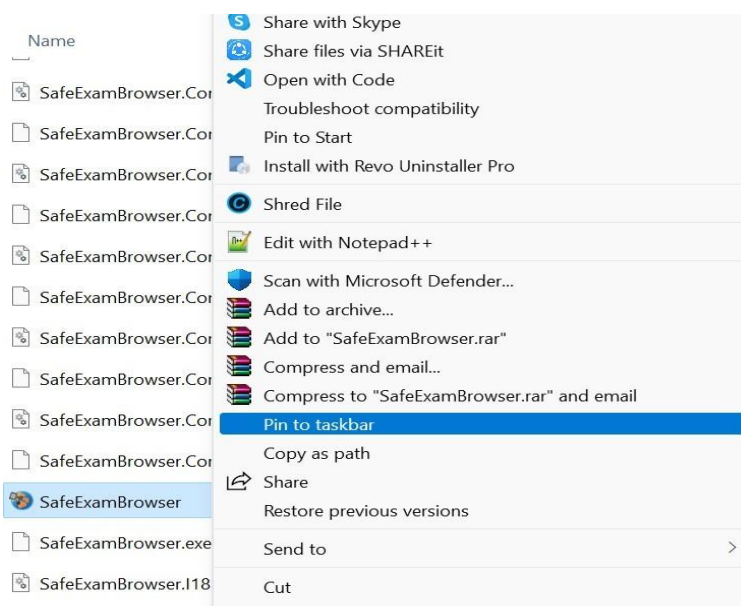 Name
SafeExamBrowser.Cor
SafeExamBrowser.Cor
SafeExamBrowser.Cor
SafeExamBrowser.Cor
SafeExamBrowser.Cor
SafeExamBrowser.Cor
SafeExamBrowser.Cor
SafeExamBrowser.Cor
SafeExamBrowser.Cor
SafeExamBrowser.Cor
SafeExamBrowser
SafeExamBrowser.exe
SafeExamBrowser.I18
Share with Skype
Share files via SHAREit
Open with Code
Troubleshoot compatibility
Pin to Start
Install with Revo Uninstaller Pro
Shred File
Edit with Notepad++
Scan with Microsoft Defender...
Add to archive...
Add to "SafeExamBrowser.rar"
Compress and email...
Compress to "SafeExamBrowser.rar" and email
Pin to taskbar
Copy as path
Share
Restore previous versions
Send to
Cut